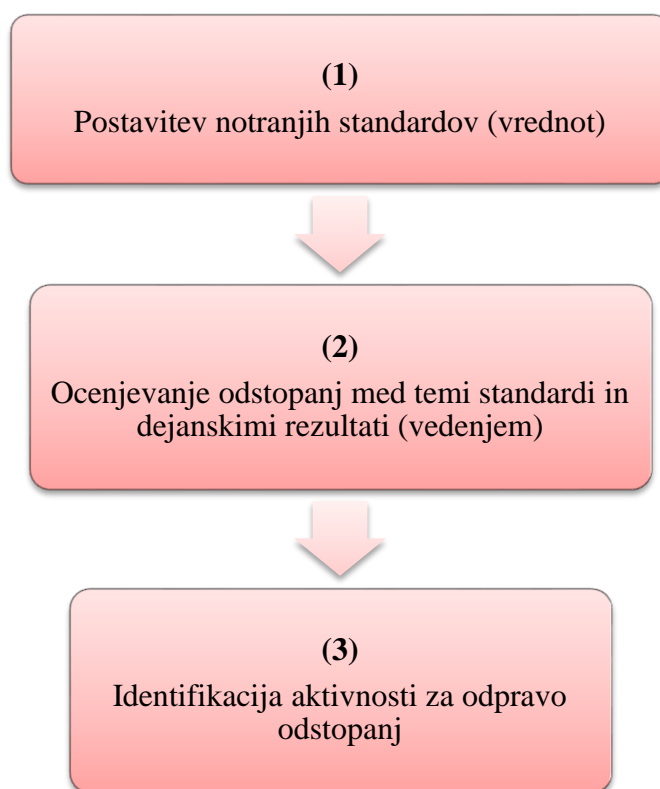 (1)
Postavitev notranjih standardov (vrednot)
(2)
Ocenjevanje odstopanj med temi standardi in
dejanskimi rezultati (vedenjem)
(3)
Identifikacija aktivnosti za odpravo
odstopanj